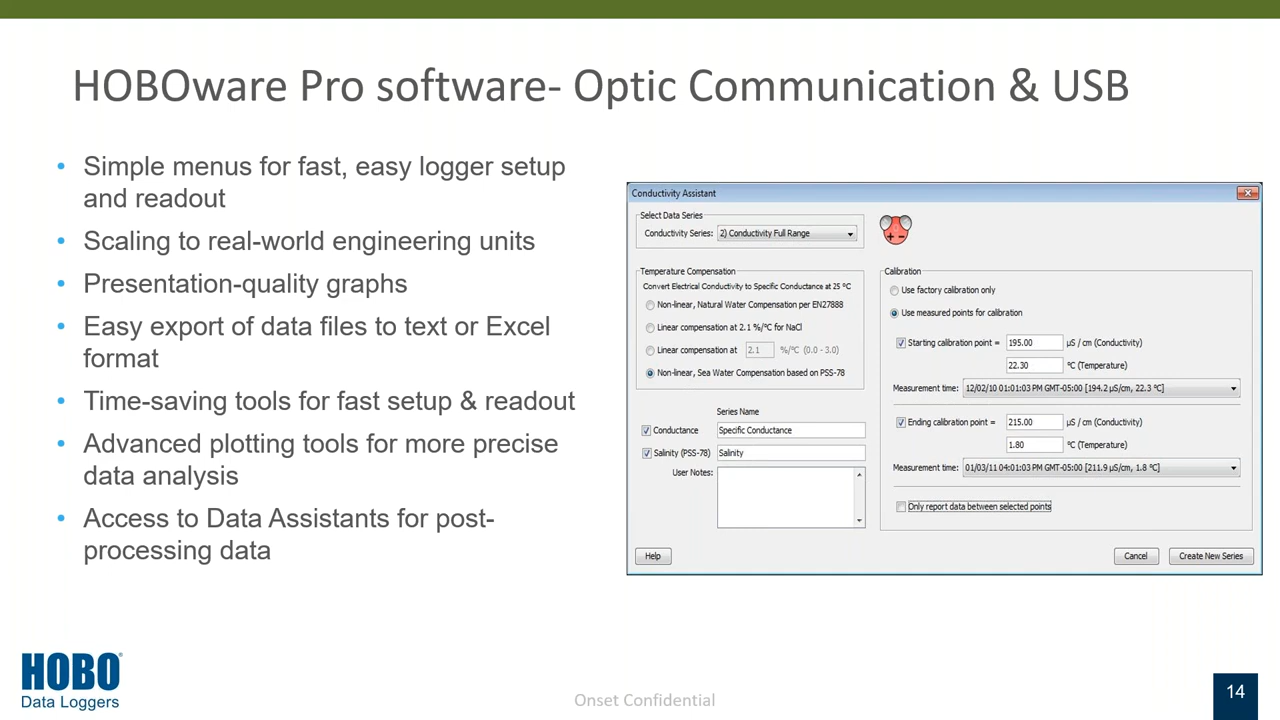 HOBOware Pro software- Optic Communication & USB
• Simple menus for fast, easy logger setup
and readout
• Scaling to real-world engineering units
• Presentation-quality graphs
• Easy export of data files to text or Excel
format
• Time-saving tools for fast setup & readout
• Advanced plotting tools for more precise
data analysis
• Access to Data Assistants for post-
processing data
Conductivity Assistant
Select Data Series
Conductivity Series: 2) Conductivity Full Range
Temperature Compensation
Convert Electrical Conductivity to Specific Conductance at 25 °C
Non-linear, Natural Water Compensation per EN27888
Linear compensation at 2.1 %/°C for NaCl
Linear compensation at 2.1 %/°C (0.0 - 3.0)
Non-linear, Sea Water Compensation based on PSS-78
Series Name
Conductance Specific Conductance
Salinity (PSS-78) Salinity
User Notes:
Calibration
Use factory calibration only
Use measured points for calibration
Starting calibration point = 195.00 µS / cm (Conductivity)
22.30 °C (Temperature)
Measurement time: 12/02/10 01:01:03 PM GMT-05:00 [194.2 µS/cm, 22.3 °C]
Ending calibration point = 215.00 µS / cm (Conductivity)
1.80 °C (Temperature)
Measurement time: 01/03/11 04:01:03 PM GMT-05:00 [211.9 µS/cm, 1.8 °C]
Only report data between selected points
Help Cancel Create New Series
HOBO®
Data Loggers
Onset Confidential
14